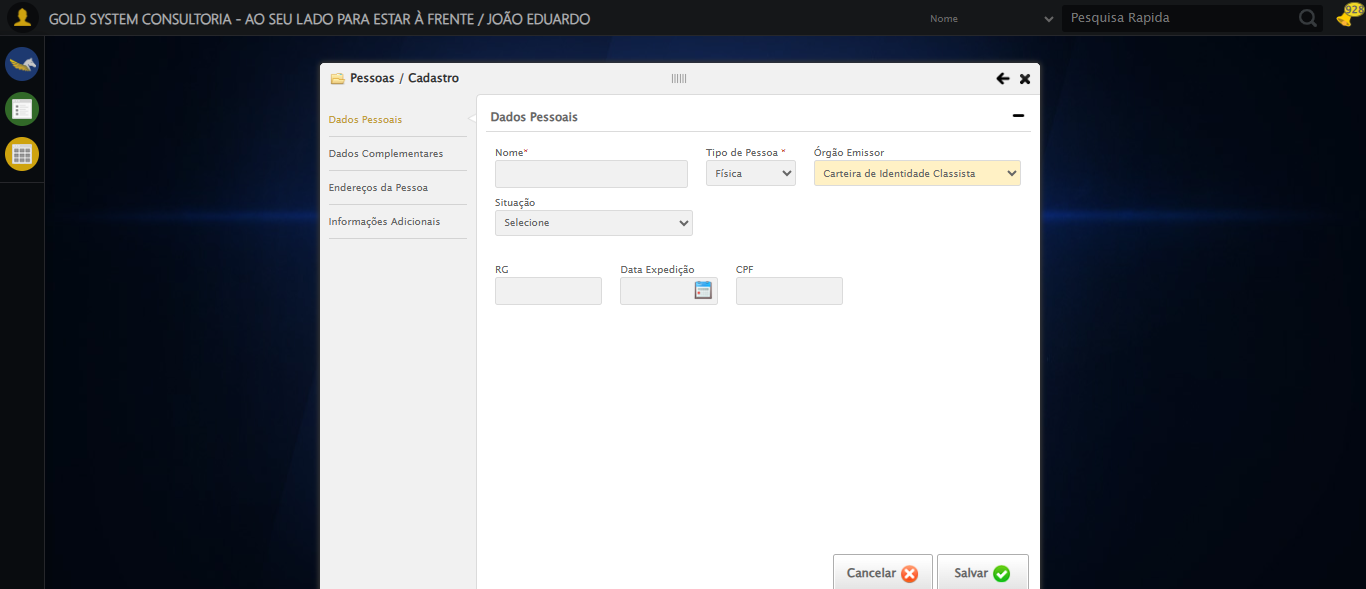 GOLD SYSTEM CONSULTORIA - AO SEU LADO PARA ESTAR À FRENTE / JOÃO EDUARDO
Nome
Pesquisa Rapida
928
Pessoas / Cadastro
Dados Pessoais
Dados Complementares
Endereços da Pessoa
Informações Adicionais
Dados Pessoais
Nome*
Tipo de Pessoa *
Órgão Emissor
Física
Carteira de Identidade Classista
Situação
Selecione
RG
Data Expedição
CPF
Cancelar
Salvar